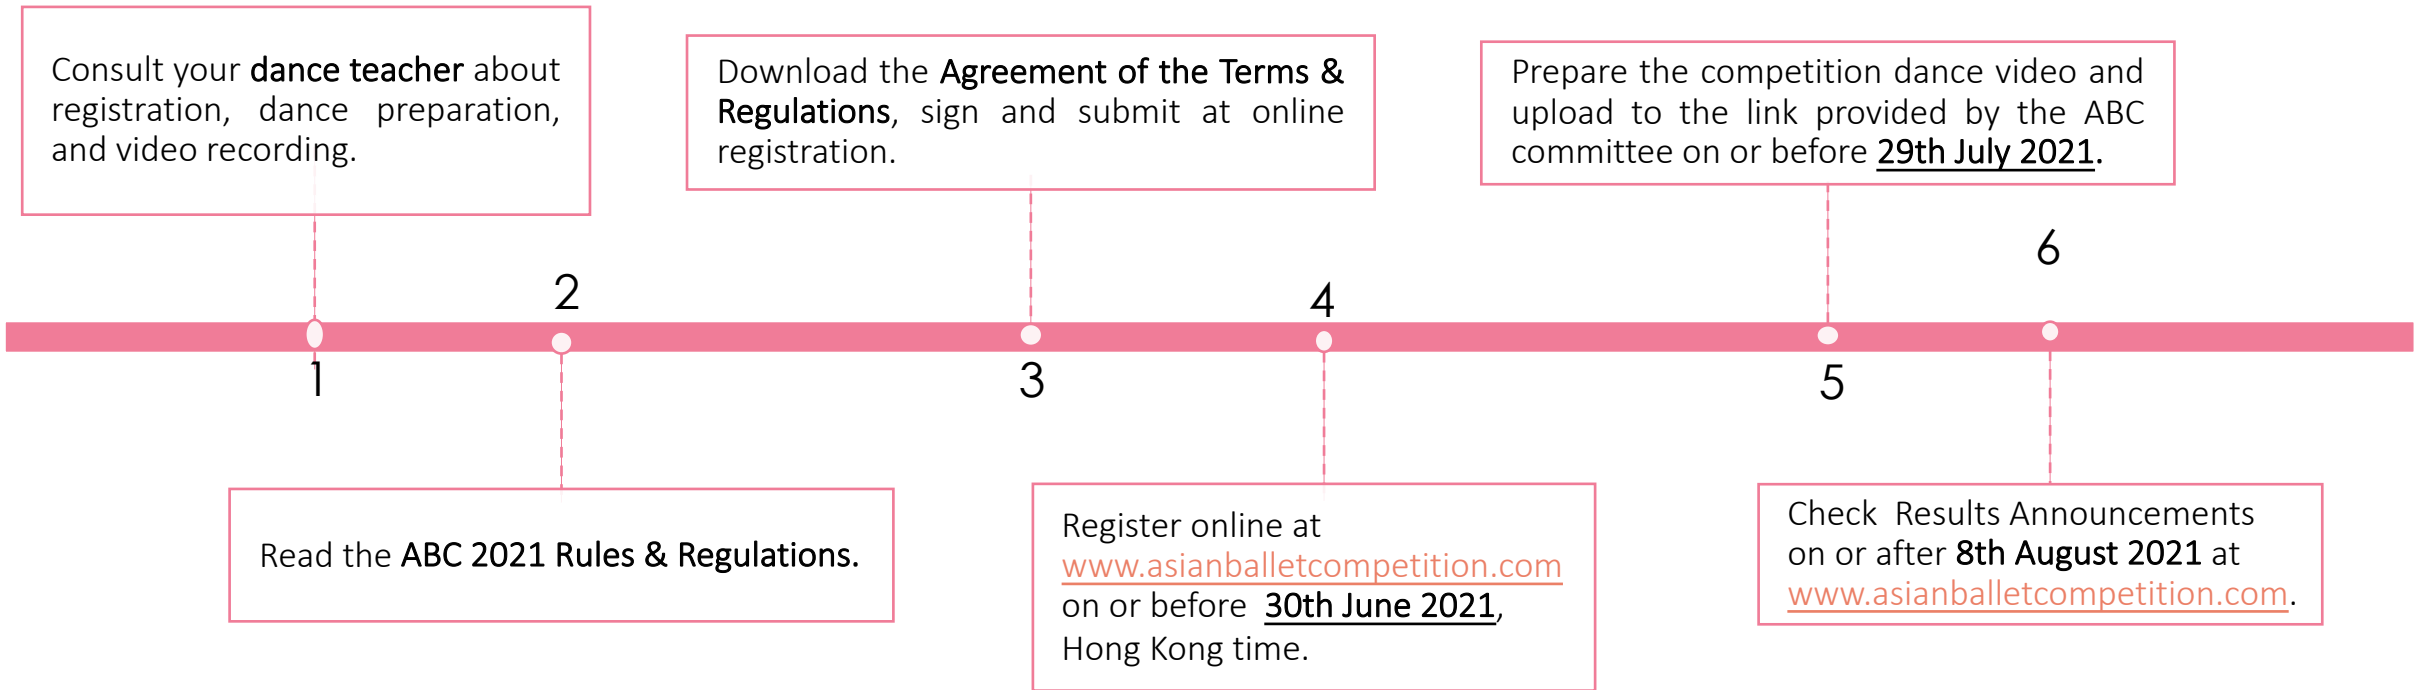 Consult your dance teacher about
registration, dance preparation,
and video recording.
1
2
Read the ABC 2021 Rules & Regulations.
Download the Agreement of the Terms &
Regulations, sign and submit at online
registration.
3
4
Register online at
www.asianballetcompetition.com
on or before 30th June 2021,
Hong Kong time.
Prepare the competition dance video and
upload to the link provided by the ABC
committee on or before 29th July 2021.
5
6
Check Results Announcements
on or after 8th August 2021 at
www.asianballetcompetition.com.